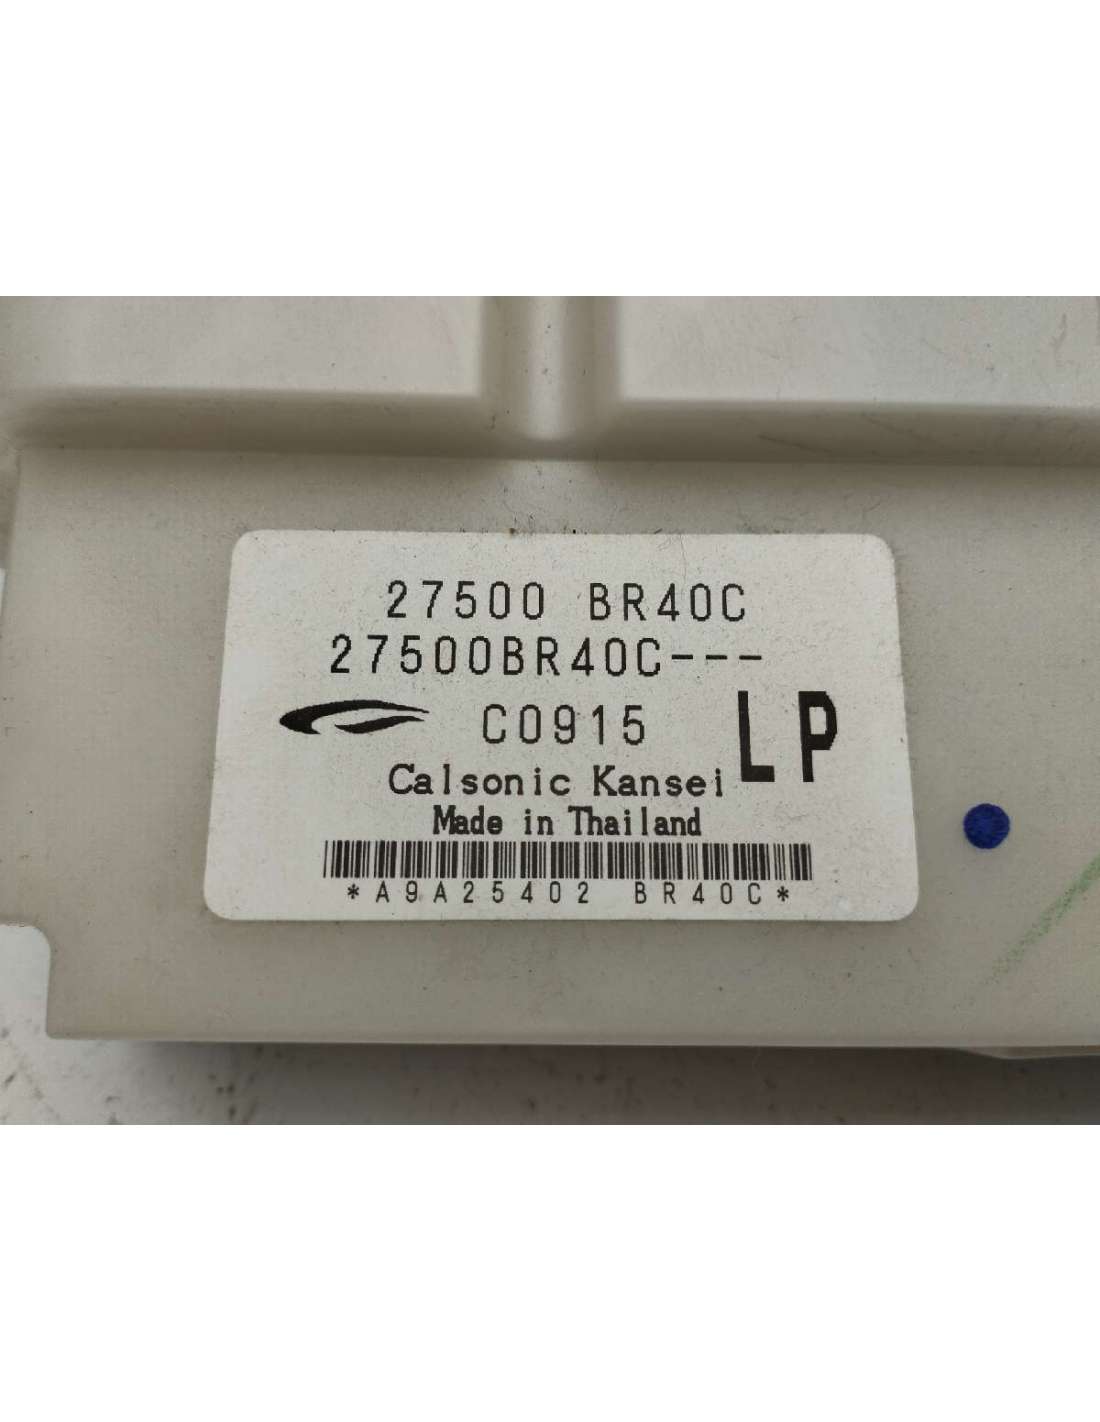 27500 BR40C
27500BR40C---
C0915
LP
Calsonic Kansei
Made in Thailand
*A9A25402 BR40C*